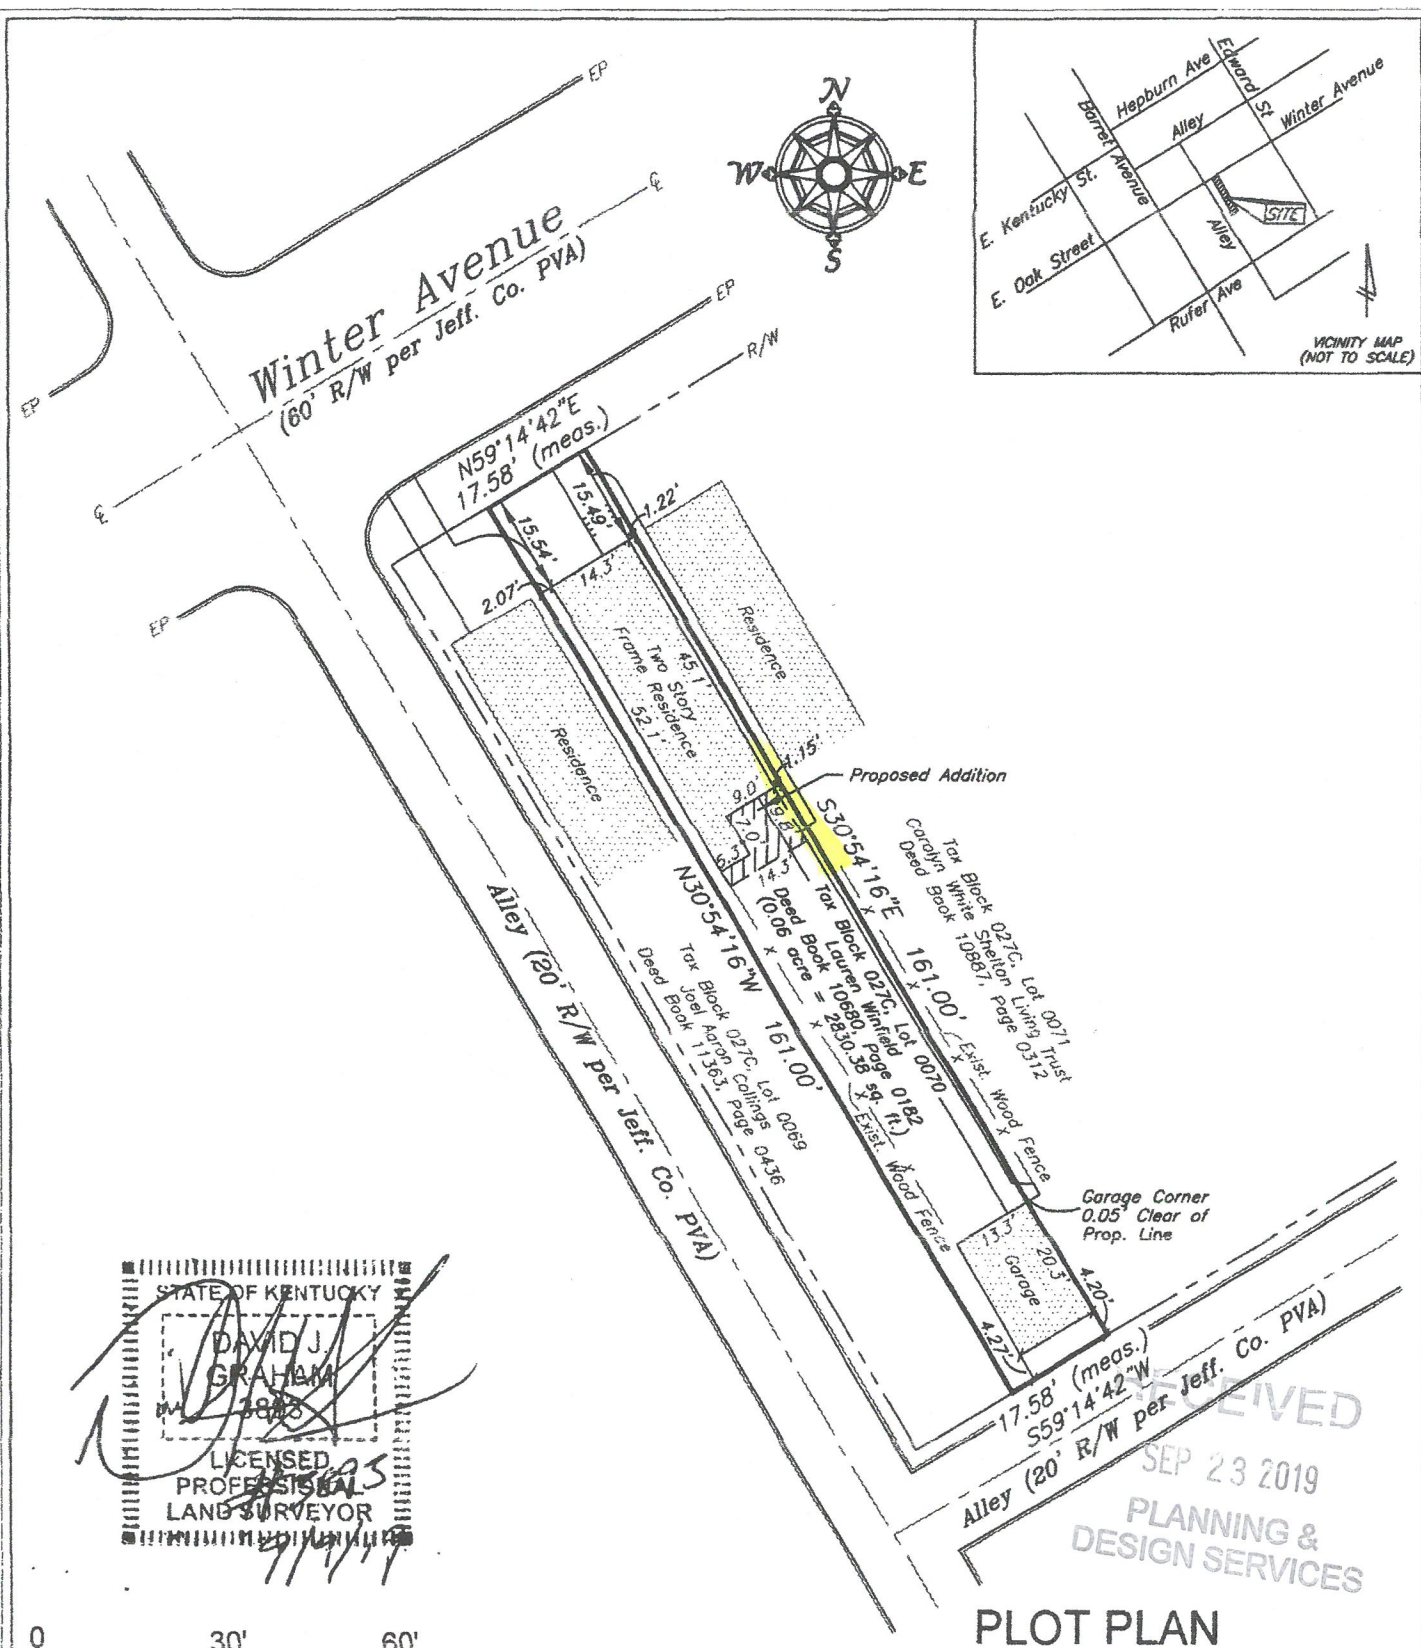 EP
N
W
E
S
Winter Avenue
(60' R/W per Jeff. Co. PVA)
EP
EP
R/W
EP
Hepburn Ave
Edward St
Barret Avenue
Alley
Winter Avenue
E. Kentucky St.
E. Oak Street
SITE
Alley
Rufer Ave
VICINITY MAP
(NOT TO SCALE)
N59°14'42"E
17.58' (meas.)
15.54'
15.49'
1.22'
2.07'
14.3'
Residence
Two Story
Frame Residence
45.1'
52.1'
Residence
1.15'
Proposed Addition
9.0'
7.0'
9.8'
6.3'
14.3'
S30°54'16"E 161.00'
N30°54'16"W 161.00'
Tax Block 027C, Lot 0071
Carolyn White Shelton Living Trust
Deed Book 10887, Page 0312
Tax Block 027C, Lot 0070
Lauren Winfield
Deed Book 10680, Page 0182
(0.06 acre = 2830.38 sq. ft.)
Tax Block 027C, Lot 0069
Joel Aaron Collings
Deed Book 11363, Page 0436
Exist. Wood Fence
Exist. Wood Fence
Alley (20' R/W per Jeff. Co. PVA)
Garage Corner
0.05' Clear of
Prop. Line
13.3'
20.3'
Garage
4.20'
4.27'
17.58' (meas.)
S59°14'42"W
Alley (20' R/W per Jeff. Co. PVA)
STATE OF KENTUCKY
DAVID J.
GRAHAM
LICENSED
PROFESSIONAL
LAND SURVEYOR
RECEIVED
SEP 23 2019
PLANNING &
DESIGN SERVICES
PLOT PLAN
0 30' 60'